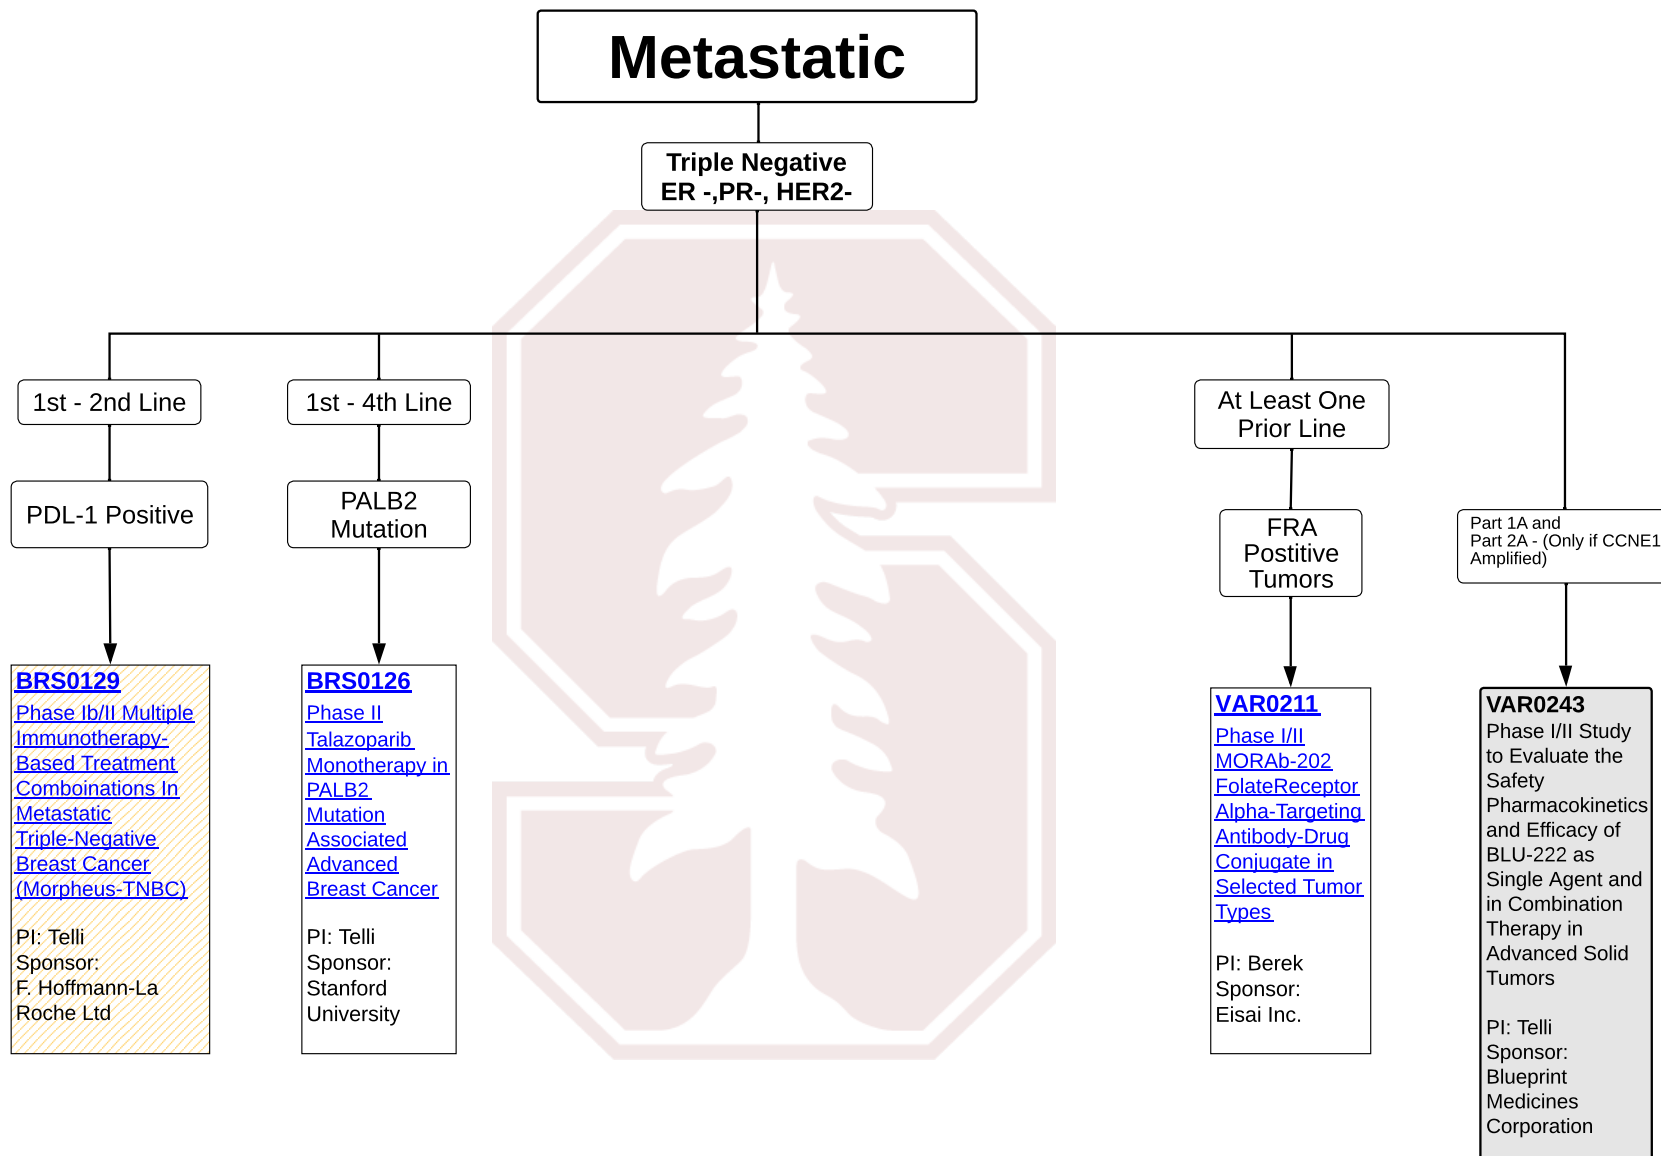 Metastatic
Triple Negative
ER -,PR-, HER2-
1st - 2nd Line
PDL-1 Positive
BRS0129
Phase Ib/II Multiple
Immunotherapy-
Based Treatment
Comboinations In
Metastatic
Triple-Negative
Breast Cancer
(Morpheus-TNBC)
PI: Telli
Sponsor:
F. Hoffmann-La
Roche Ltd
1st - 4th Line
PALB2
Mutation
BRS0126
Phase II
Talazoparib
Monotherapy in
PALB2
Mutation
Associated
Advanced
Breast Cancer
PI: Telli
Sponsor:
Stanford
University
At Least One
Prior Line
FRA
Postitive
Tumors
VAR0211
Phase I/II
MORAb-202
FolateReceptor
Alpha-Targeting
Antibody-Drug
Conjugate in
Selected Tumor
Types
PI: Berek
Sponsor:
Eisai Inc.
Part 1A and
Part 2A - (Only if CCNE1
Amplified)
VAR0243
Phase I/II Study
to Evaluate the
Safety
Pharmacokinetics
and Efficacy of
BLU-222 as
Single Agent and
in Combination
Therapy in
Advanced Solid
Tumors
PI: Telli
Sponsor:
Blueprint
Medicines
Corporation